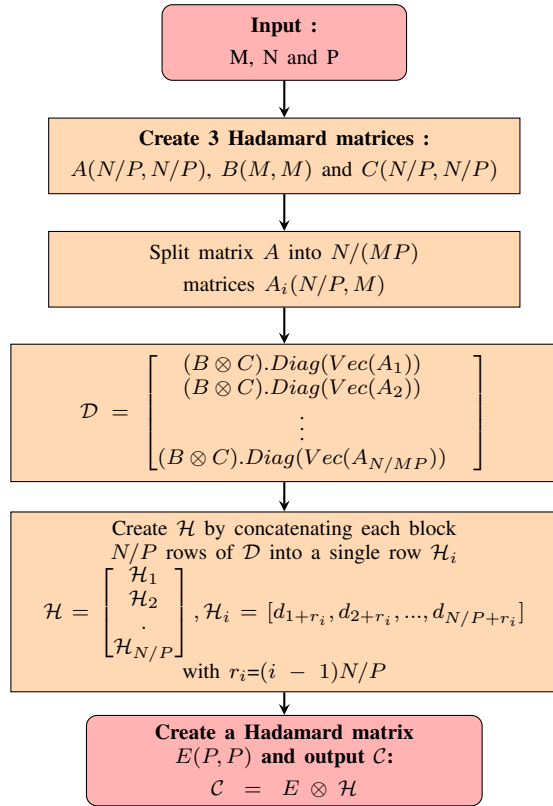 Input :
M, N and P
Create 3 Hadamard matrices :
A(N/P, N/P), B(M, M) and C(N/P, N/P)
Split matrix A into N/(MP)
matrices A_i(N/P, M)
(B ⊗ C).Diag(Vec(A_1))
(B ⊗ C).Diag(Vec(A_2))
𝒟 = ⋮
(B ⊗ C).Diag(Vec(A_{N/MP}))
Create ℋ by concatenating each block
N/P rows of 𝒟 into a single row ℋ_i
ℋ_1
ℋ_2
ℋ = . , ℋ_i = [d_{1+r_i}, d_{2+r_i}, ..., d_{N/P+r_i}]
ℋ_{N/P}
with r_i=(i − 1)N/P
Create a Hadamard matrix
E(P, P) and output 𝒞:
𝒞 = E ⊗ ℋ